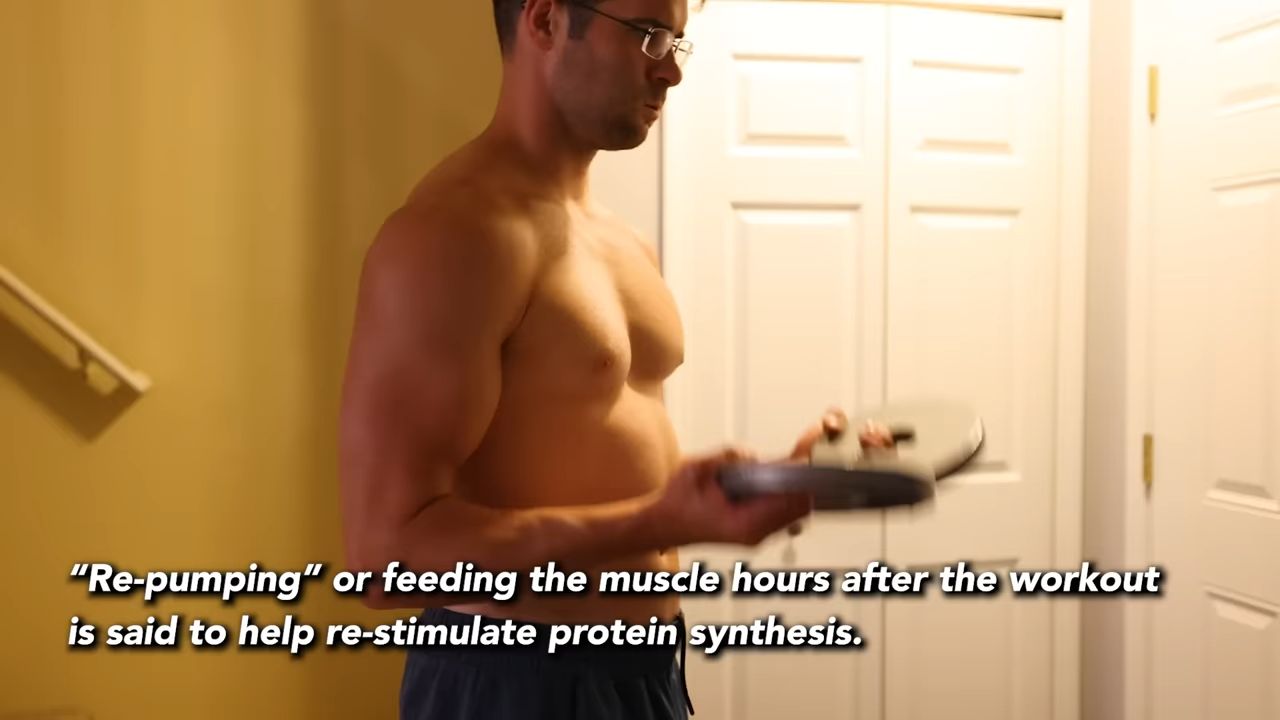 “Re-pumping” or feeding the muscle hours after the workout
is said to help re-stimulate protein synthesis.